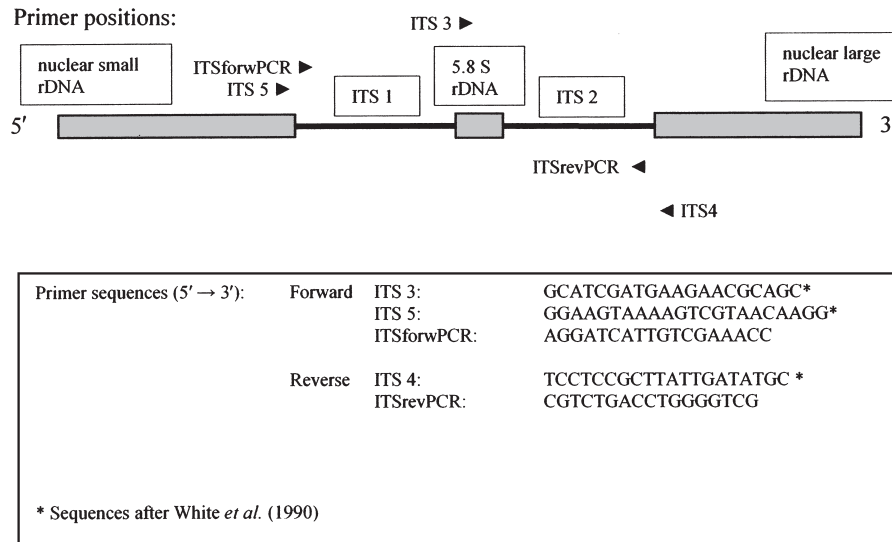 Primer positions:
ITS 3 ►
nuclear small
rDNA
ITSforwPCR ►
ITS 5 ►
ITS 1
5.8 S
rDNA
ITS 2
nuclear large
rDNA
5′
3
ITSrevPCR ◄
◄ ITS4
Primer sequences (5′ → 3′): Forward ITS 3: GCATCGATGAAGAACGCAGC*
ITS 5: GGAAGTAAAAGTCGTAACAAGG*
ITSforwPCR: AGGATCATTGTCGAAACC
Reverse ITS 4: TCCTCCGCTTATTGATATGC *
ITSrevPCR: CGTCTGACCTGGGGTCG
* Sequences after White et al. (1990)